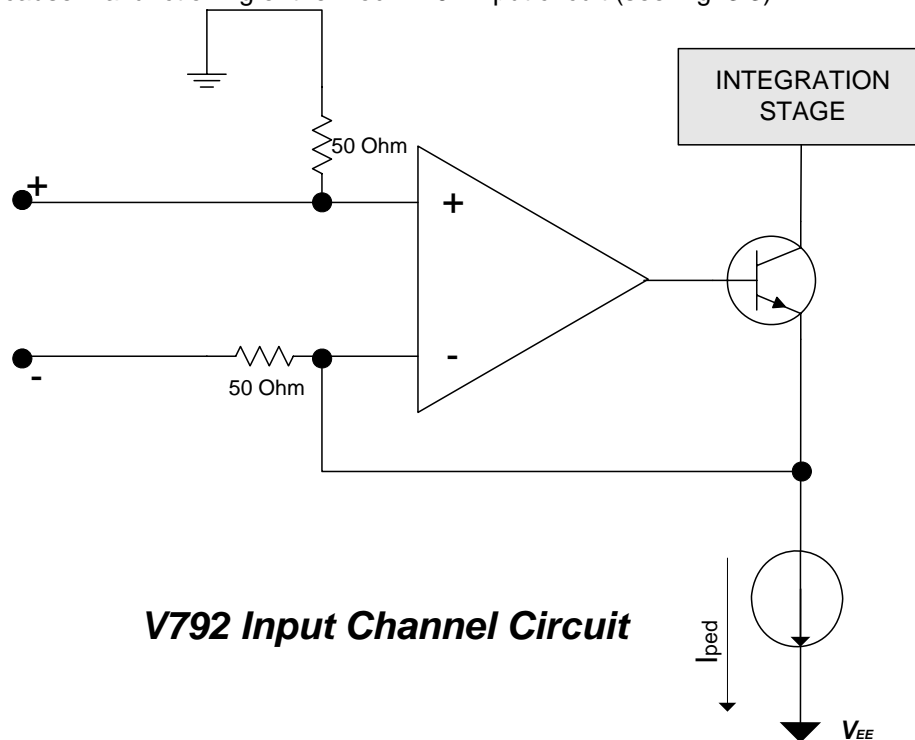 INTEGRATION
STAGE
50 Ohm
+
+
-
-
50 Ohm
V792 Input Channel Circuit
Iped
VEE